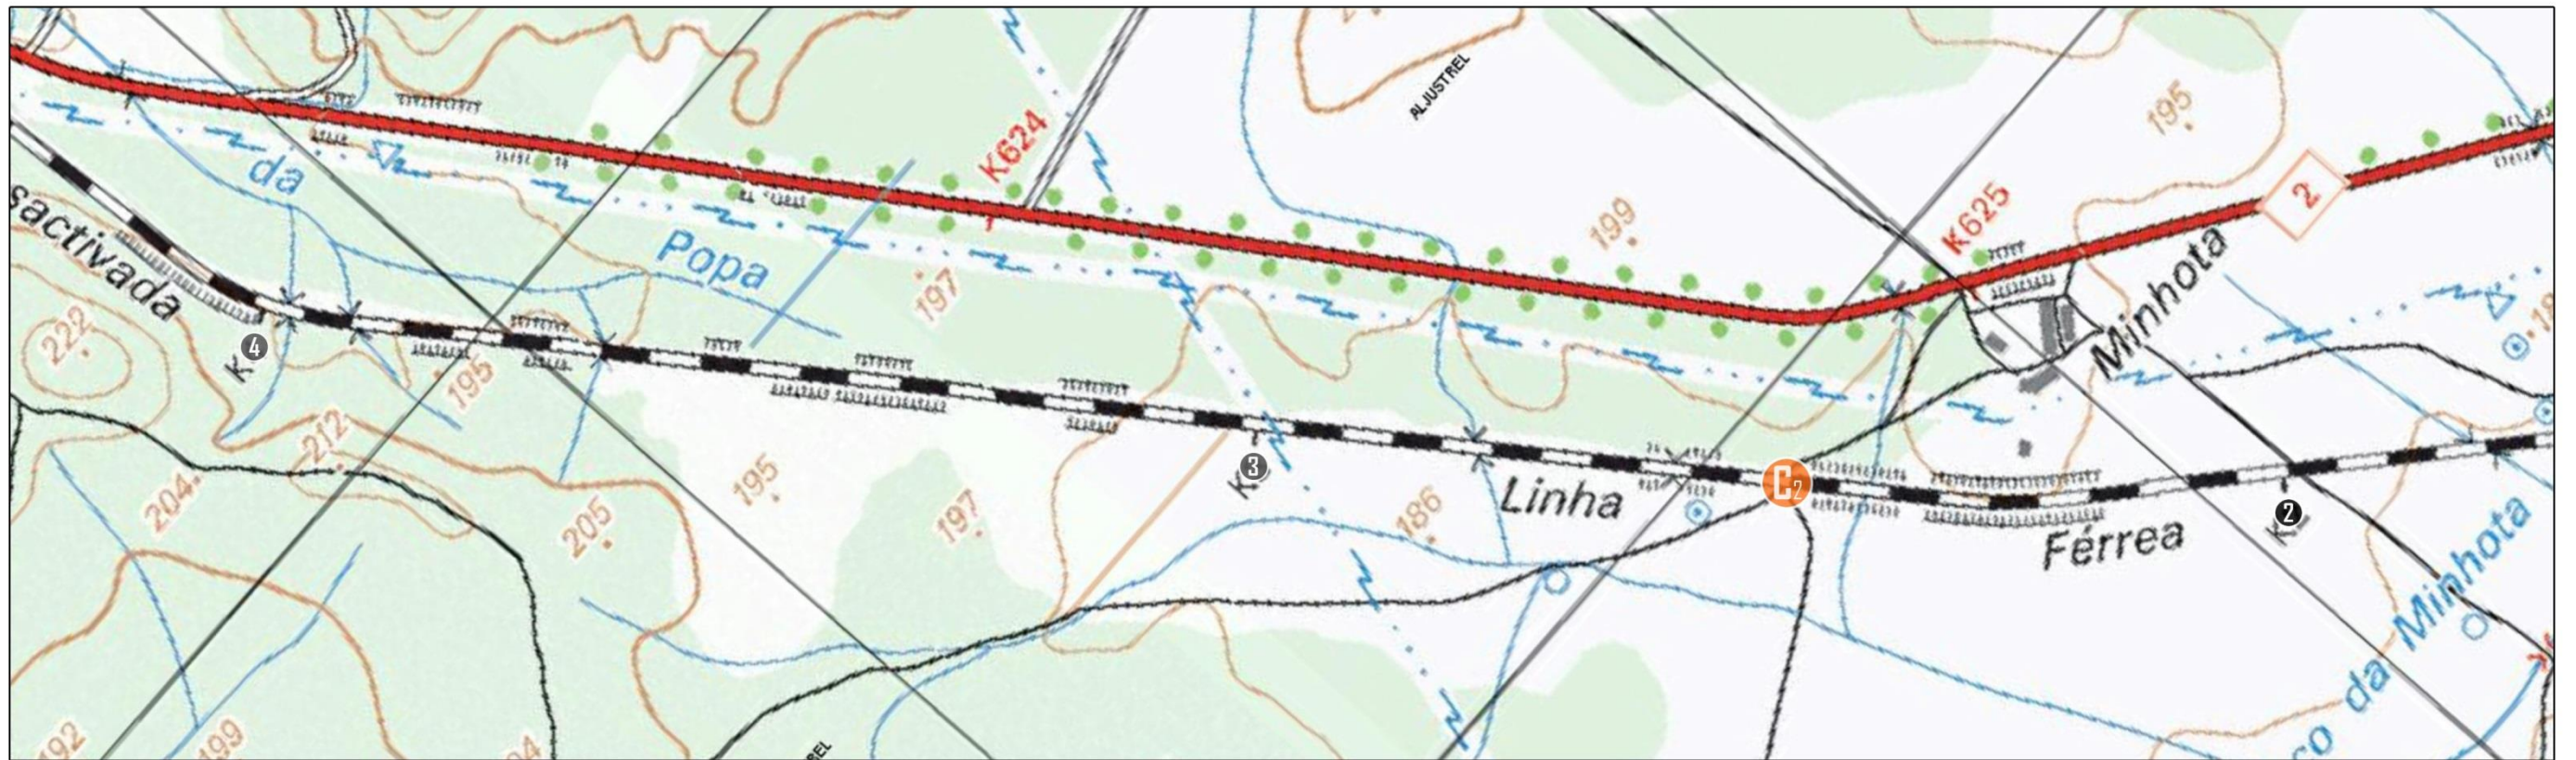 ALJUSTREL
195
K624
da
199
K625
2
sactivada
Popa
197
Minhota
222
K 4
195
212
204
195
K 3
197
205
186
Linha
C2
Férrea
K 2
co da Minhota
192
199